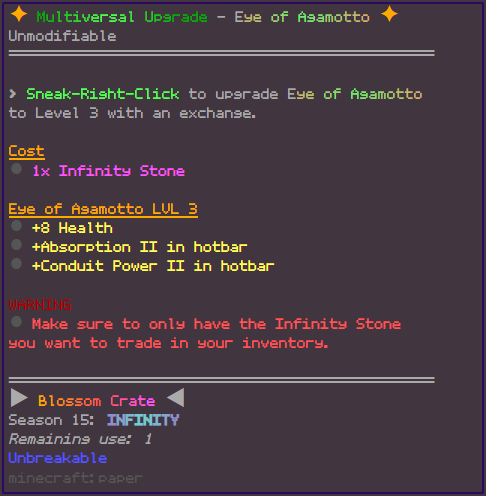 ✦ Multiversal Upgrade - Eye of Agamotto ✦
Unmodifiable
> Sneak-Right-Click to upgrade Eye of Agamotto
to Level 3 with an exchange.
Cost
● 1x Infinity Stone
Eye of Agamotto LVL 3
● +8 Health
● +Absorption II in hotbar
● +Conduit Power II in hotbar
WARNING
● Make sure to only have the Infinity Stone
you want to trade in your inventory.
▶ Blossom Crate ◀
Season 15: INFINITY
Remaining use: 1
Unbreakable
minecraft:paper